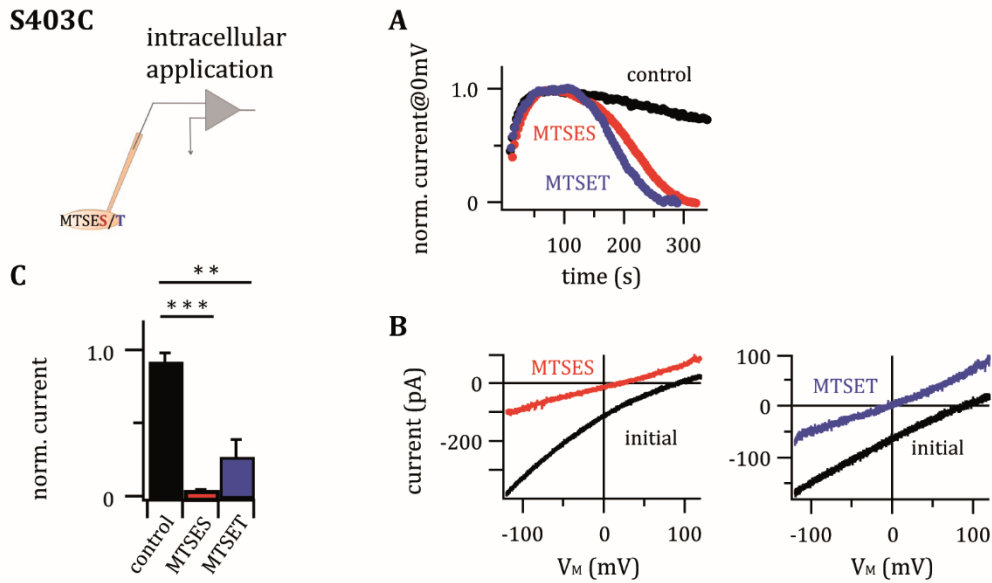 S403C
intracellular
application
MTSES/T
A
norm. current@0mV
1.0
0
control
MTSES
MTSET
100
200
300
time (s)
C
norm. current
1.0
0
**
***
control
MTSES
MTSET
B
current (pA)
0
-200
MTSES
initial
-100
0
100
VM (mV)
100
0
-100
MTSET
initial
-100
0
100
VM (mV)